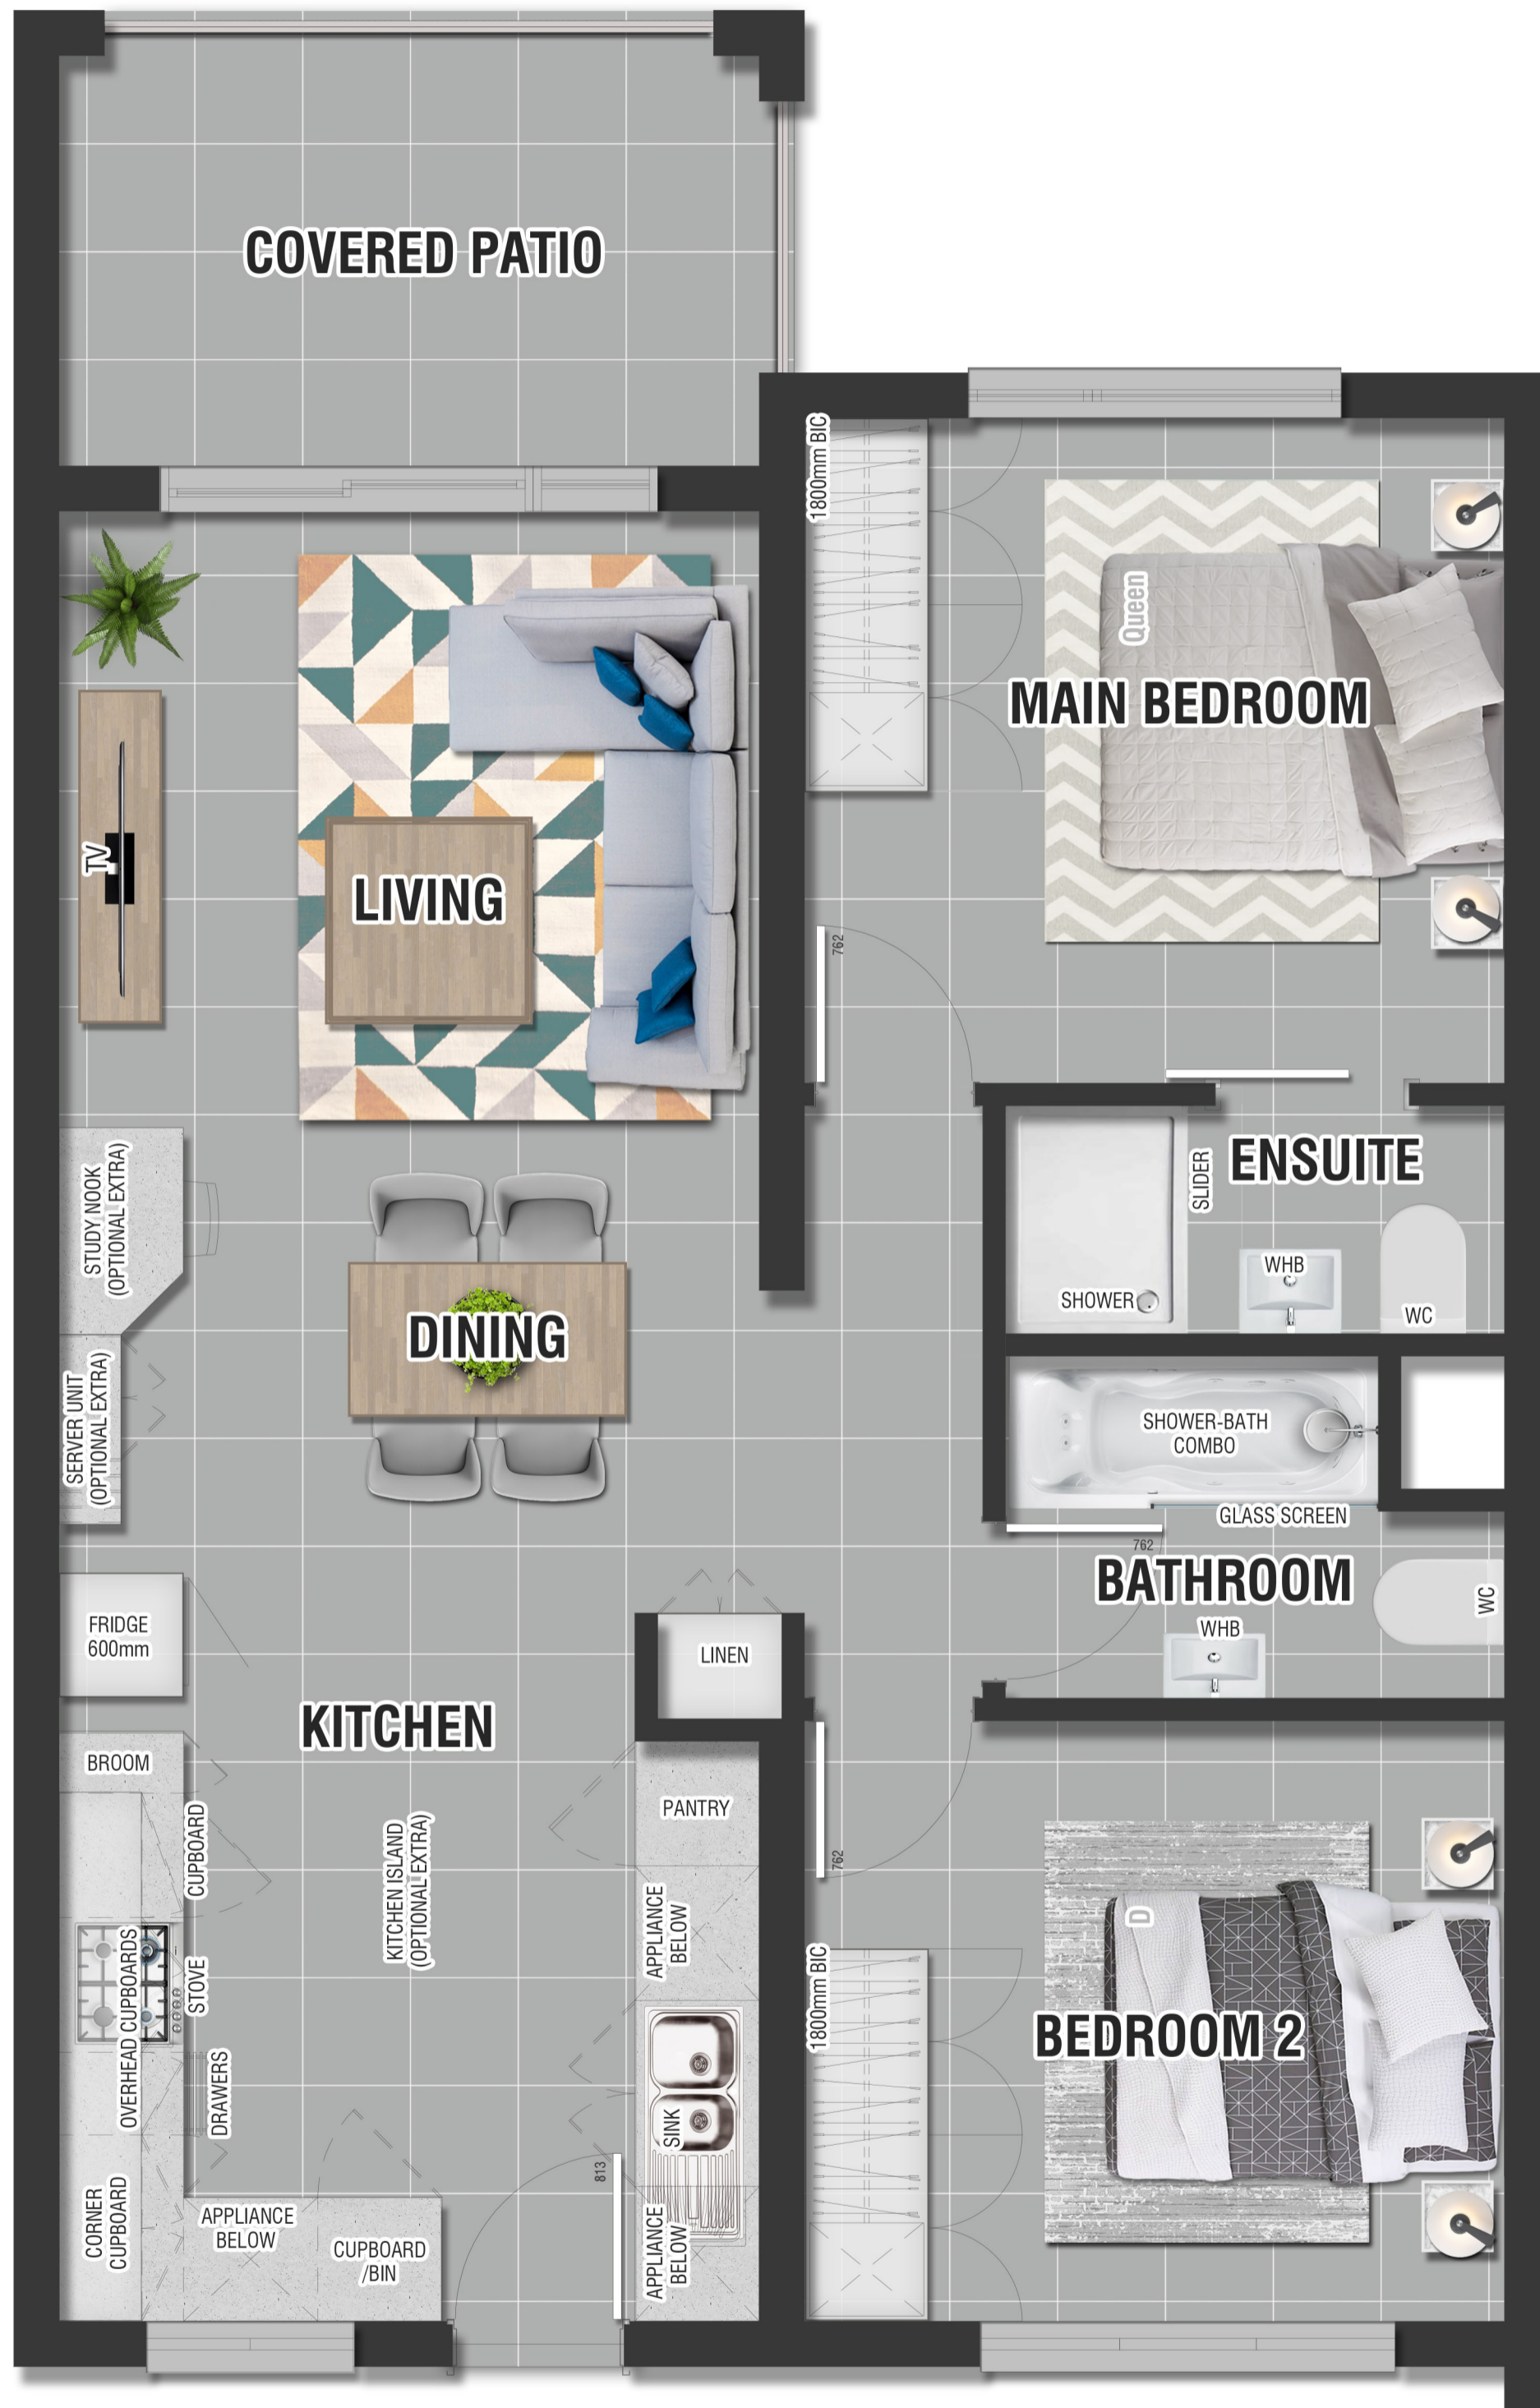 COVERED PATIO
1800mm BIC
Queen
MAIN BEDROOM
TV
LIVING
762
STUDY NOOK
(OPTIONAL EXTRA)
SLIDER
ENSUITE
WHB
SHOWER
WC
DINING
SERVER UNIT
(OPTIONAL EXTRA)
SHOWER-BATH
COMBO
GLASS SCREEN
762
BATHROOM
WC
WHB
FRIDGE
600mm
LINEN
KITCHEN
BROOM
PANTRY
CUPBOARD
KITCHEN ISLAND
(OPTIONAL EXTRA)
762
APPLIANCE
BELOW
D
OVERHEAD CUPBOARDS
STOVE
1800mm BIC
BEDROOM 2
DRAWERS
SINK
813
CORNER
CUPBOARD
APPLIANCE
BELOW
CUPBOARD
/BIN
APPLIANCE
BELOW